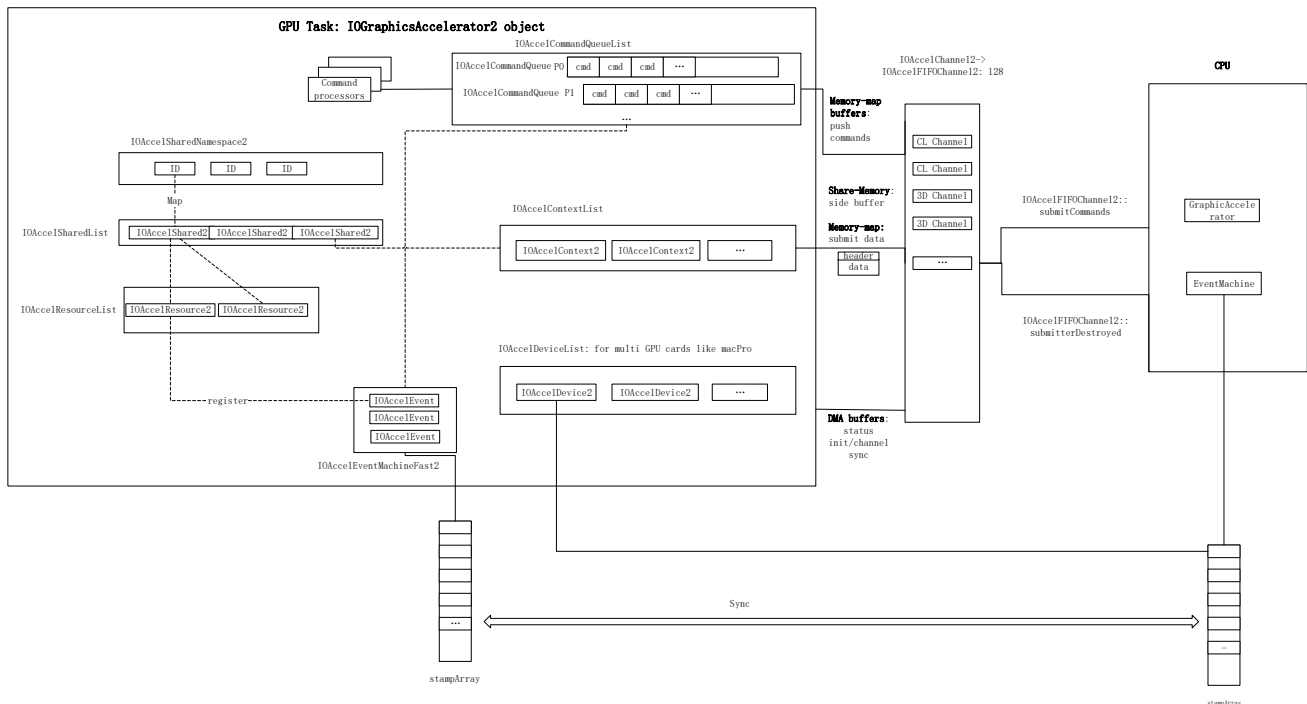 GPU Task: IOGraphicsAccelerator2 object
IOAccelCommandQueueList
IOAccelCommandQueue P0
cmd
cmd
cmd
...
IOAccelCommandQueue P1
cmd
cmd
cmd
...
...
Command
processors
IOAccelSharedNamespace2
ID
ID
ID
Map
IOAccelSharedList
IOAccelShared2
IOAccelShared2
IOAccelShared2
IOAccelResourceList
IOAccelResource2
IOAccelResource2
register
IOAccelEvent
IOAccelEvent
IOAccelEvent
IOAccelEventMachineFast2
IOAccelContextList
IOAccelContext2
IOAccelContext2
...
IOAccelDeviceList: for multi GPU cards like macPro
IOAccelDevice2
IOAccelDevice2
...
Memory-map
buffers:
push
commands
Share-Memory:
side buffer
Memory-map:
submit data
header
data
DMA buffers:
status
init/channel
sync
IOAccelChannel2->
IOAccelFIFOChannel2: 128
CL Channel
CL Channel
3D Channel
3D Channel
...
IOAccelFIFOChannel2::
submitCommands
IOAccelFIFOChannel2::
submitterDestroyed
CPU
GraphicAccele
rator
EventMachine
...
stampArray
Sync
...
stampArray